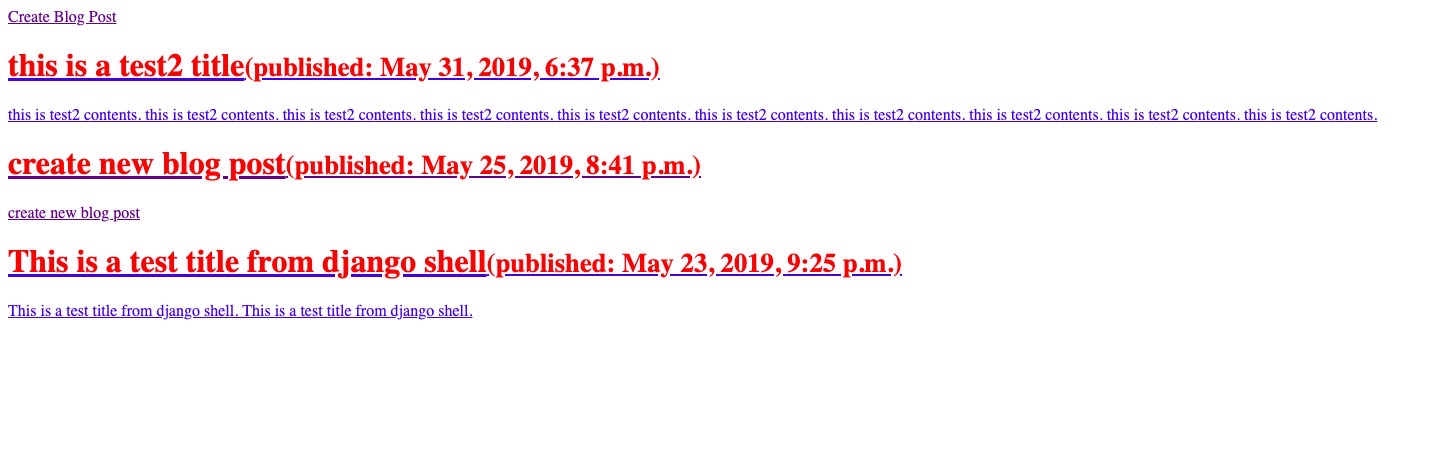 Create Blog Post
this is a test2 title(published: May 31, 2019, 6:37 p.m.)
this is test2 contents. this is test2 contents. this is test2 contents. this is test2 contents. this is test2 contents. this is test2 contents. this is test2 contents. this is test2 contents. this is test2 contents. this is test2 contents.
create new blog post(published: May 25, 2019, 8:41 p.m.)
create new blog post
This is a test title from django shell(published: May 23, 2019, 9:25 p.m.)
This is a test title from django shell. This is a test title from django shell.